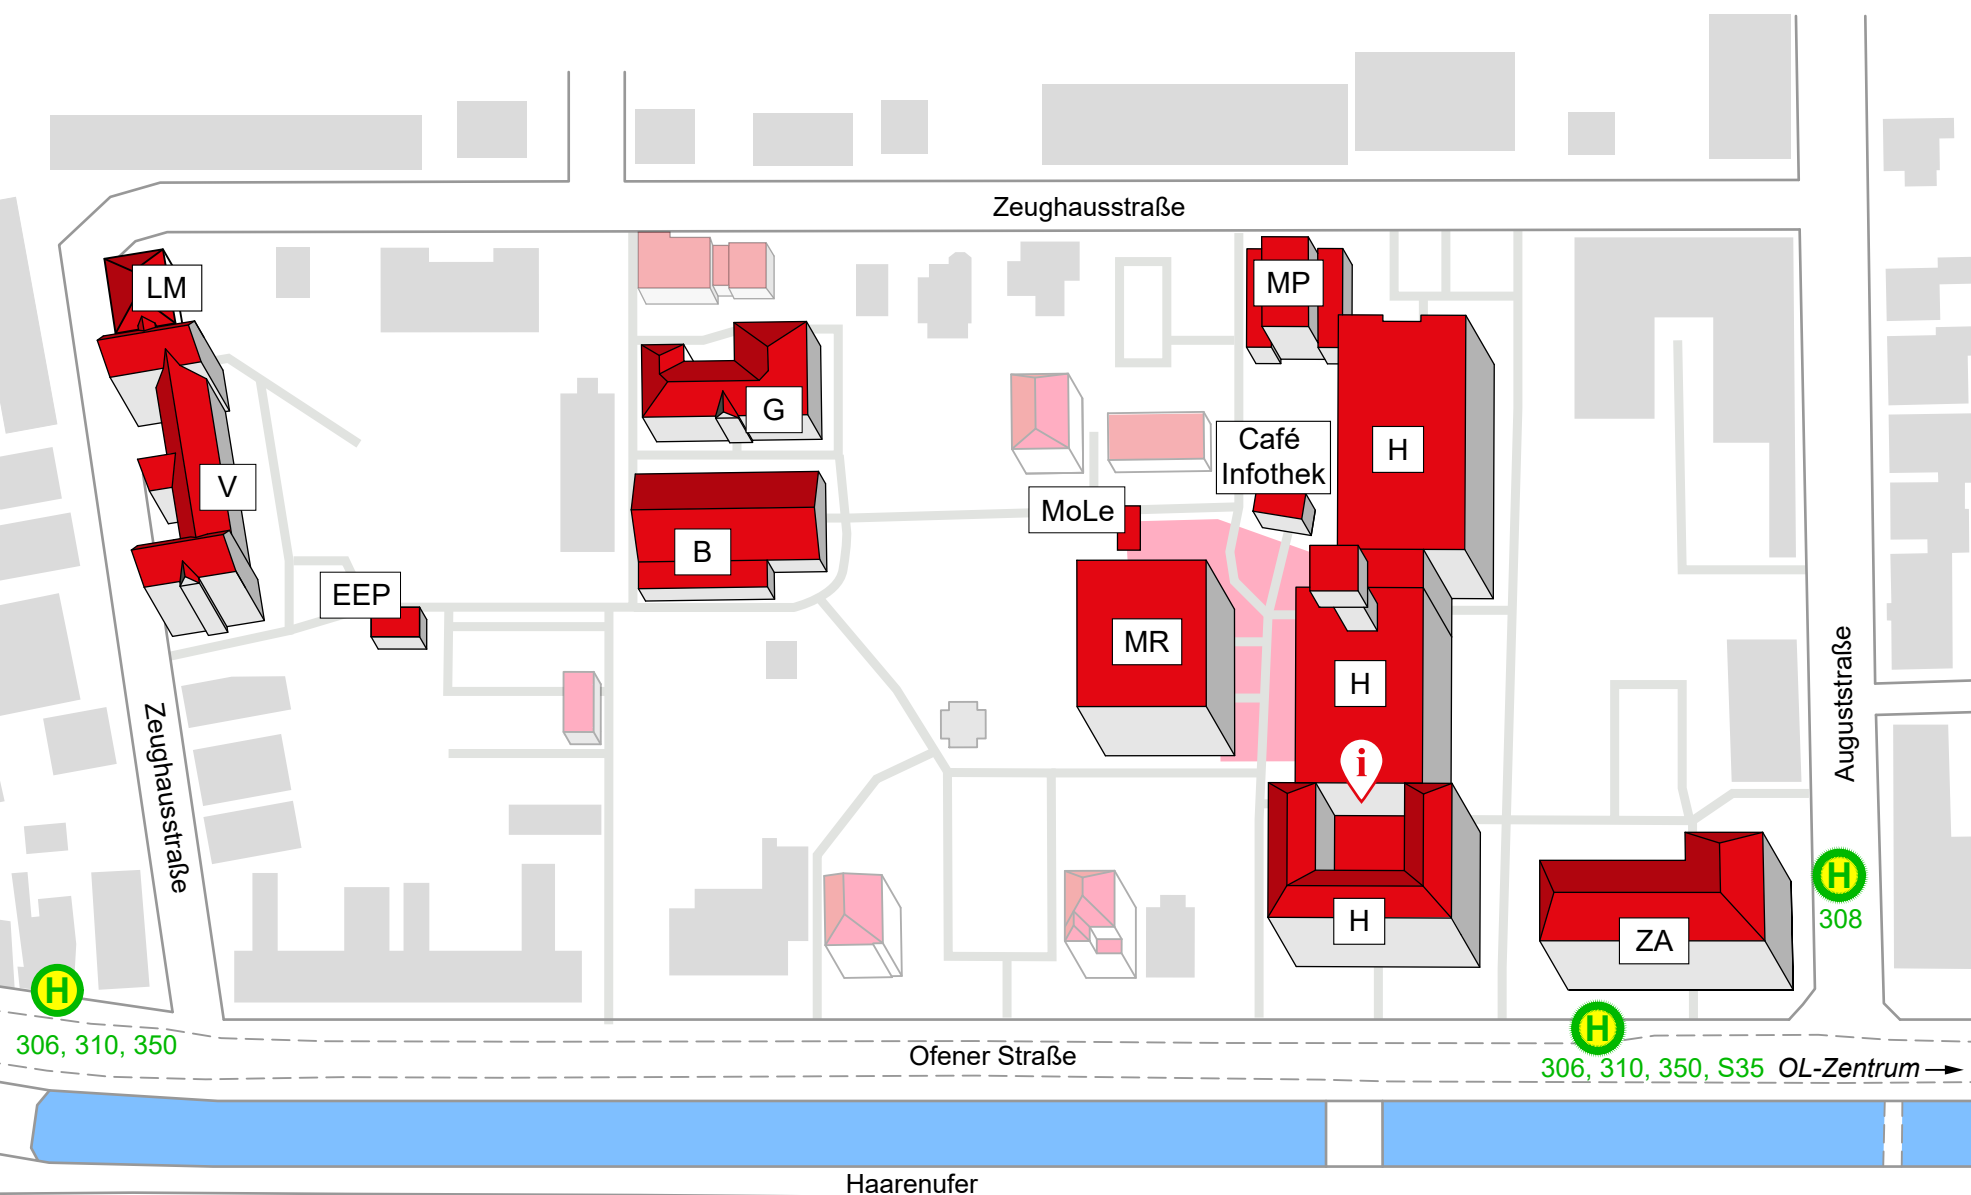 Zeughausstraße
LM
MP
G
Café
Infothek
H
V
MoLe
B
EEP
MR
H
Zeughausstraße
Auguststraße
i
H
308
H
ZA
H
306, 310, 350
H
306, 310, 350, S35
OL-Zentrum
Ofener Straße
Haarenufer